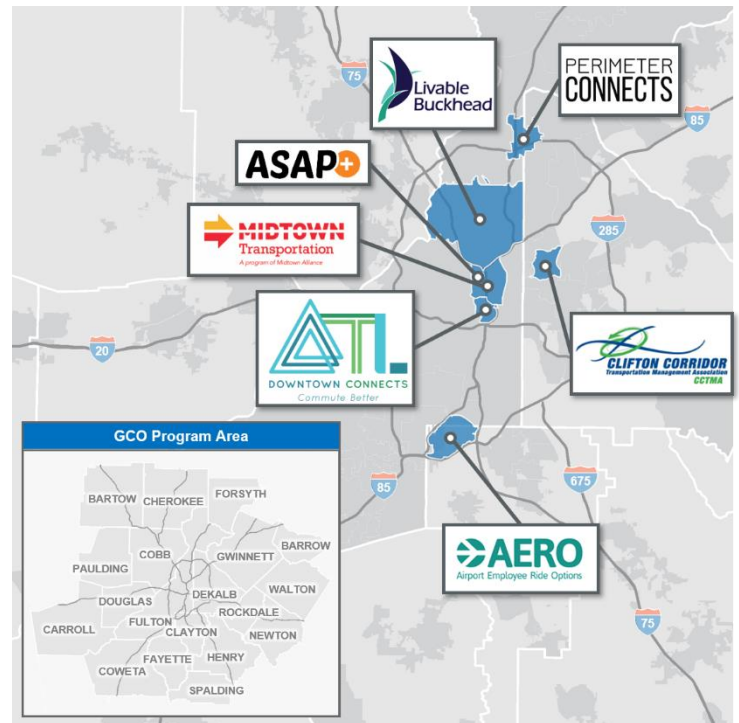 75
Livable
Buckhead
PERIMETER
CONNECTS
85
ASAP+
MIDTOWN
Transportation
A program of Midtown Alliance
285
20
ATL
DOWNTOWN CONNECTS
Commute Better
CLIFTON CORRIDOR
Transportation Management Association
CCTMA
GCO Program Area
BARTOW
CHEROKEE
FORSYTH
COBB
GWINNETT
BARROW
PAULDING
DOUGLAS
DEKALB
WALTON
FULTON
ROCKDALE
CARROLL
CLAYTON
NEWTON
COWETA
FAYETTE
HENRY
SPALDING
85
675
AERO
Airport Employee Ride Options
75